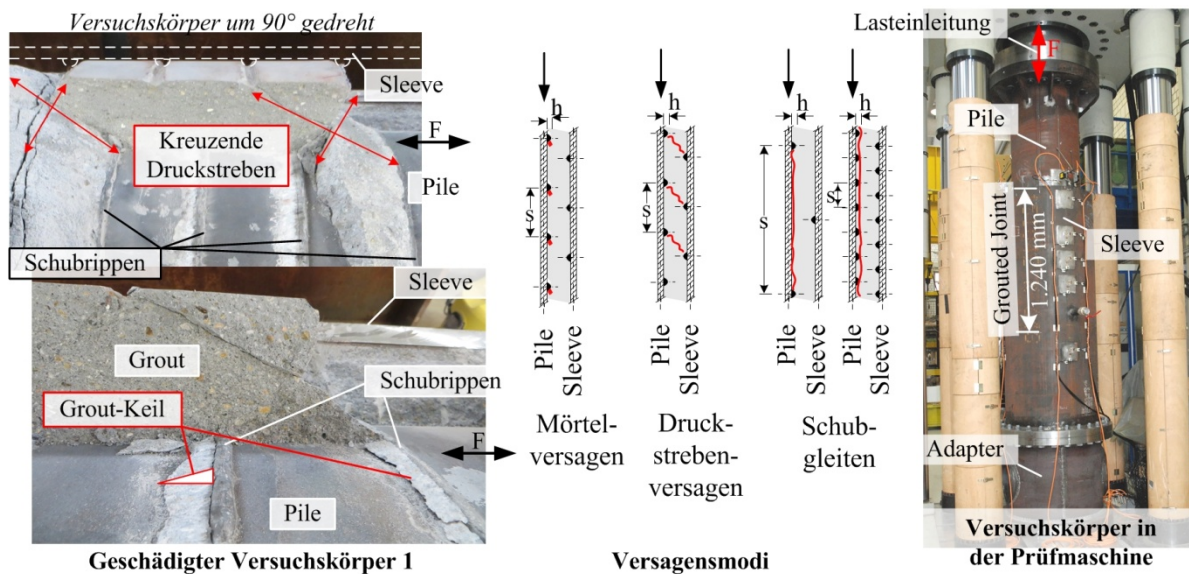 Versuchskörper um 90° gedreht
Sleeve
Kreuzende
Druckstreben
F
Pile
Schubrippen
Sleeve
Grout
Schubrippen
Grout-Keil
F
Pile
Geschädigter Versuchskörper 1
h
s
Pile
Sleeve
Mörtel-
versagen
h
s
Pile
Sleeve
Druck-
streben-
versagen
h
s
h
s
Pile
Sleeve
Schub-
gleiten
Versagensmodi
Lasteinleitung
F
Pile
Grouted Joint
1.240 mm
Sleeve
Adapter
Versuchskörper in
der Prüfmaschine